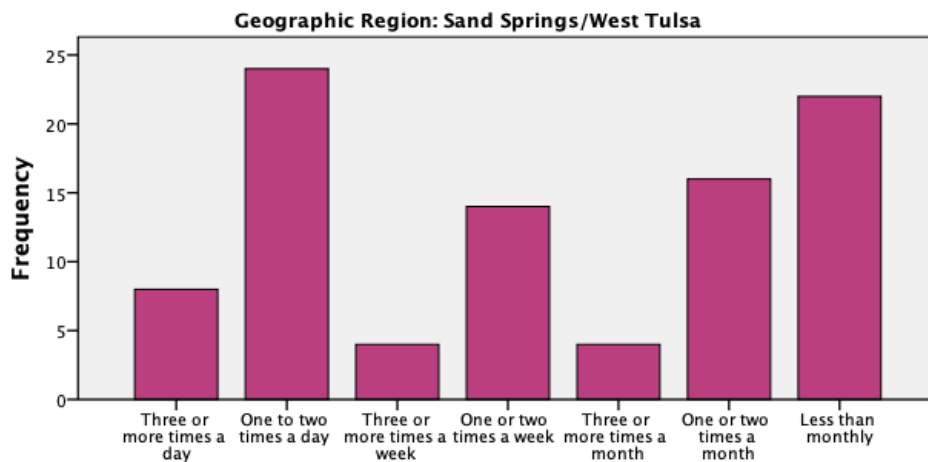 Geographic Region: Sand Springs/West Tulsa
25
20
15
10
5
0
Frequency
Three or
more times a
day
One to two
times a day
Three or
more times a
week
One or two
times a week
Three or
more times a
month
One or two
times a
month
Less than
monthly